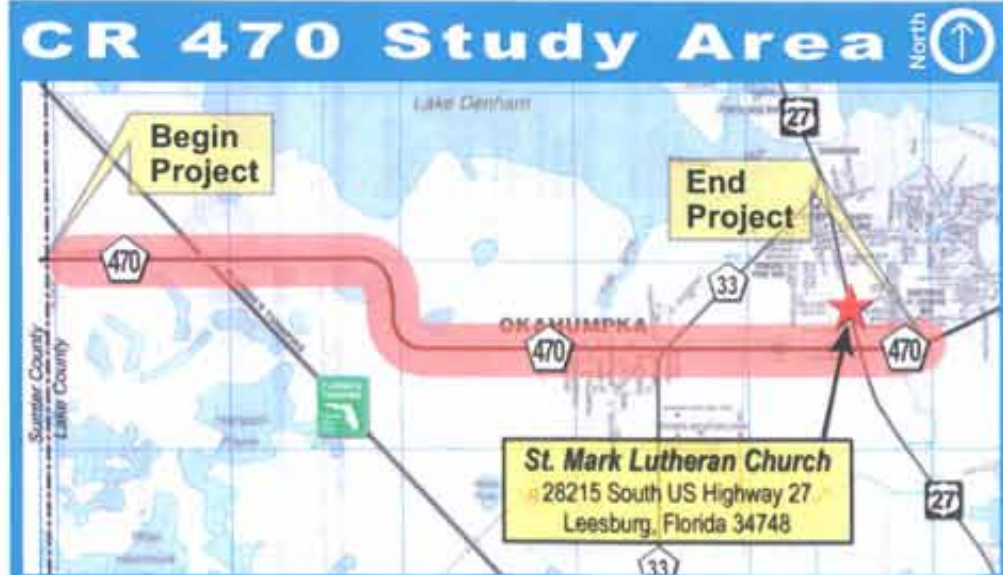 CR 470 Study Area
North
Lake Denham
27
Begin
Project
End
Project
470
33
OKAHUMPKA
470
470
Sumter County
Lake County
St. Mark Lutheran Church
28215 South US Highway 27
Leesburg, Florida 34748
27
33